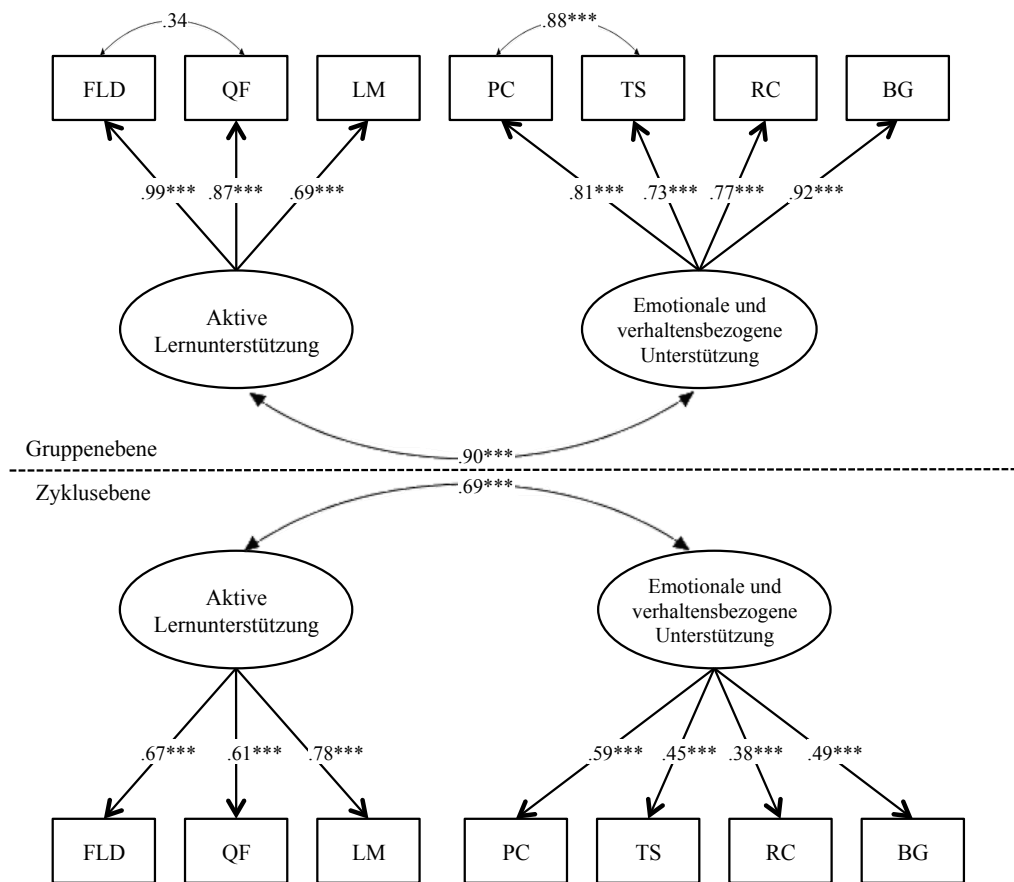 .34
.88***
FLD
QF
LM
PC
TS
RC
BG
.99***
.87***
.69***
.81***
.73***
.77***
.92***
Aktive
Lernunterstützung
Emotionale und
verhaltensbezogene
Unterstützung
Gruppenebene
.90***
Zyklusebene
.69***
Aktive
Lernunterstützung
Emotionale und
verhaltensbezogene
Unterstützung
.67***
.61***
.78***
.59***
.45***
.38***
.49***
FLD
QF
LM
PC
TS
RC
BG